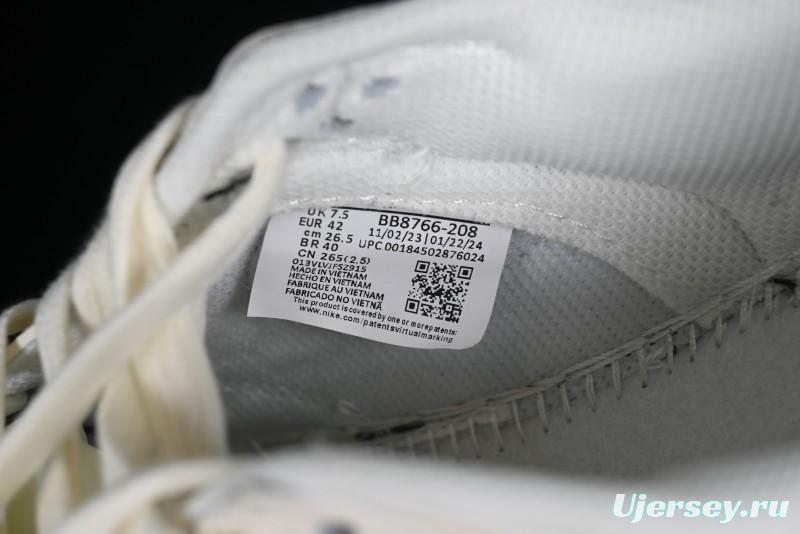 UK 7.5
EUR 42
cm 26.5
BR 40
CN 265(2.5)
013VLVJFSZ915
MADE IN VIETNAM
HECHO EN VIETNAM
FABRIQUE AU VIETNAM
FABRICADO NO VIETNÃ
This product is covered by one or more patents:
www.nike.com/patentsvirtualmarking
BB8766-208
11/02/23|01/22/24
UPC 00184502876024
Ujersey.ru